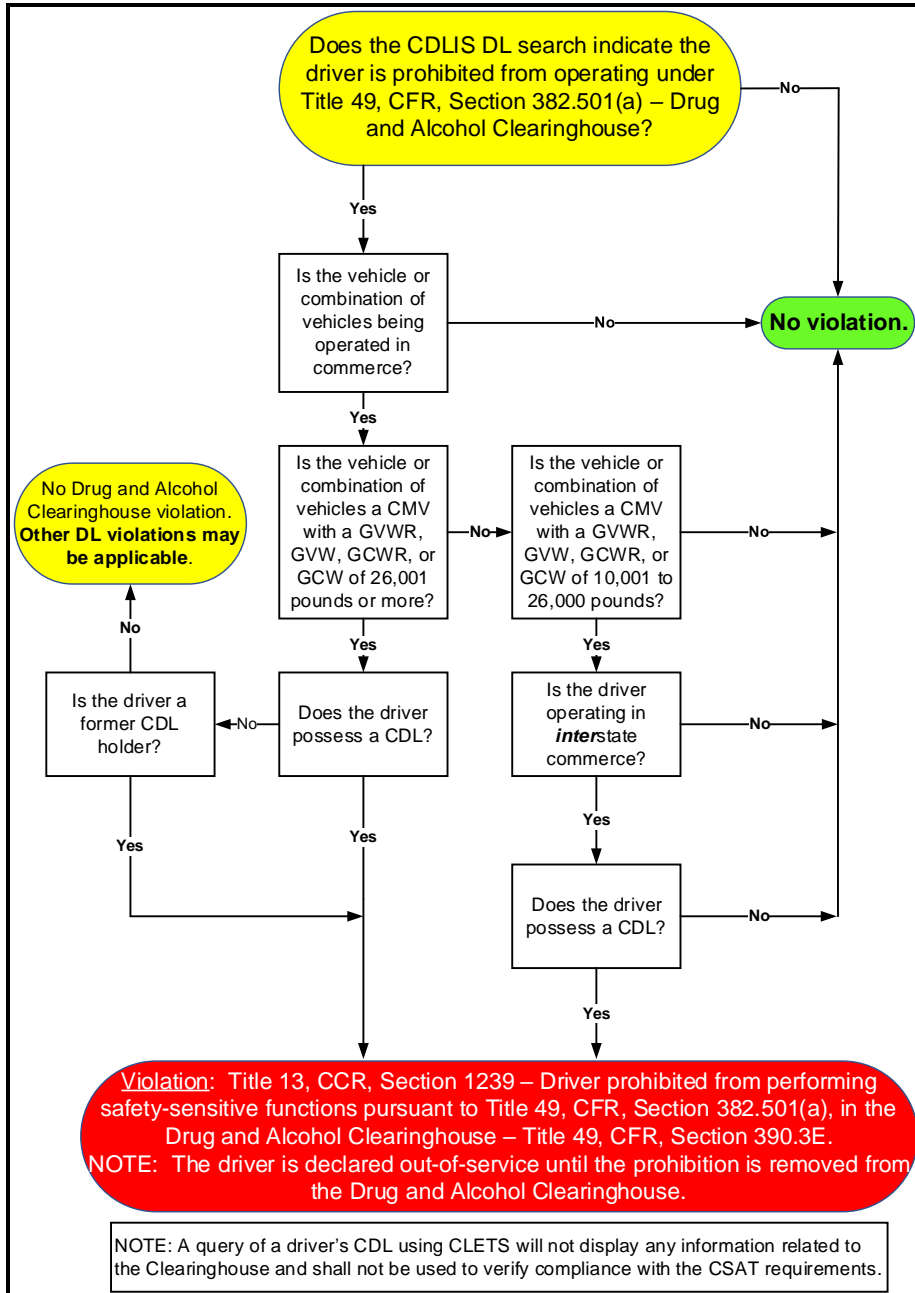 Does the CDLIS DL search indicate the
driver is prohibited from operating under
Title 49, CFR, Section 382.501(a) – Drug
and Alcohol Clearinghouse?
No
Yes
Is the vehicle or
combination of
vehicles being
operated in
commerce?
No
No violation.
Yes
Is the vehicle or
combination of
vehicles a CMV
with a GVWR,
GVW, GCWR, or
GCW of 26,001
pounds or more?
No
Is the vehicle or
combination of
vehicles a CMV
with a GVWR,
GVW, GCWR, or
GCW of 10,001 to
26,000 pounds?
No
No Drug and Alcohol
Clearinghouse violation.
Other DL violations may
be applicable.
No
Yes
Yes
Is the driver a
former CDL
holder?
No
Does the driver
possess a CDL?
Is the driver
operating in
interstate
commerce?
No
Yes
Yes
Yes
Does the driver
possess a CDL?
No
Yes
Violation: Title 13, CCR, Section 1239 – Driver prohibited from performing
safety-sensitive functions pursuant to Title 49, CFR, Section 382.501(a), in the
Drug and Alcohol Clearinghouse – Title 49, CFR, Section 390.3E.
NOTE: The driver is declared out-of-service until the prohibition is removed from
the Drug and Alcohol Clearinghouse.
NOTE: A query of a driver's CDL using CLETS will not display any information related to
the Clearinghouse and shall not be used to verify compliance with the CSAT requirements.